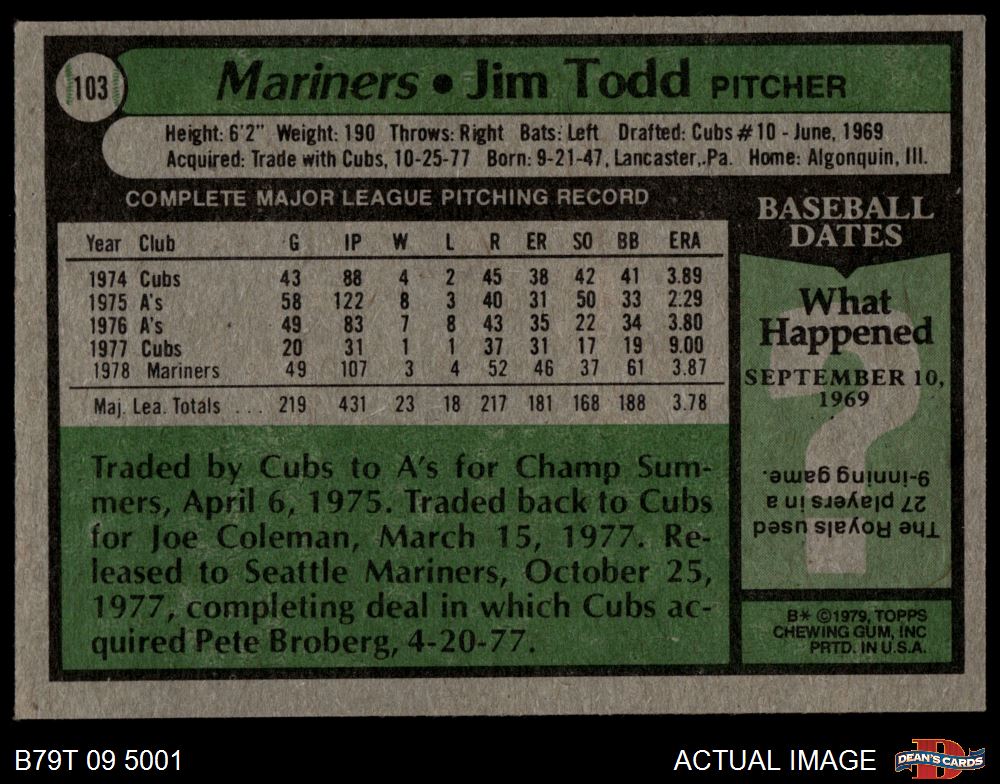 103
Mariners • Jim Todd PITCHER
Height: 6'2" Weight: 190 Throws: Right Bats: Left Drafted: Cubs #10 - June, 1969
Acquired: Trade with Cubs, 10-25-77 Born: 9-21-47, Lancaster, Pa. Home: Algonquin, Ill.
COMPLETE MAJOR LEAGUE PITCHING RECORD
Year Club G IP W L R ER SO BB ERA
1974 Cubs 43 88 4 2 45 38 42 41 3.89
1975 A's 58 122 8 3 40 31 50 33 2.29
1976 A's 49 83 7 8 43 35 22 34 3.80
1977 Cubs 20 31 1 1 37 31 17 19 9.00
1978 Mariners 49 107 3 4 52 46 37 61 3.87
Maj. Lea. Totals ... 219 431 23 18 217 181 168 188 3.78
Traded by Cubs to A's for Champ Sum-
mers, April 6, 1975. Traded back to Cubs
for Joe Coleman, March 15, 1977. Re-
leased to Seattle Mariners, October 25,
1977, completing deal in which Cubs ac-
quired Pete Broberg, 4-20-77.
BASEBALL
DATES
What
Happened
SEPTEMBER 10,
1969
?
The Royals used
27 players in a
9-inning game.
B* ©1979, TOPPS
CHEWING GUM, INC
PRTD. IN U.S.A.
B79T 09 5001
ACTUAL IMAGE
DEAN'S CARDS